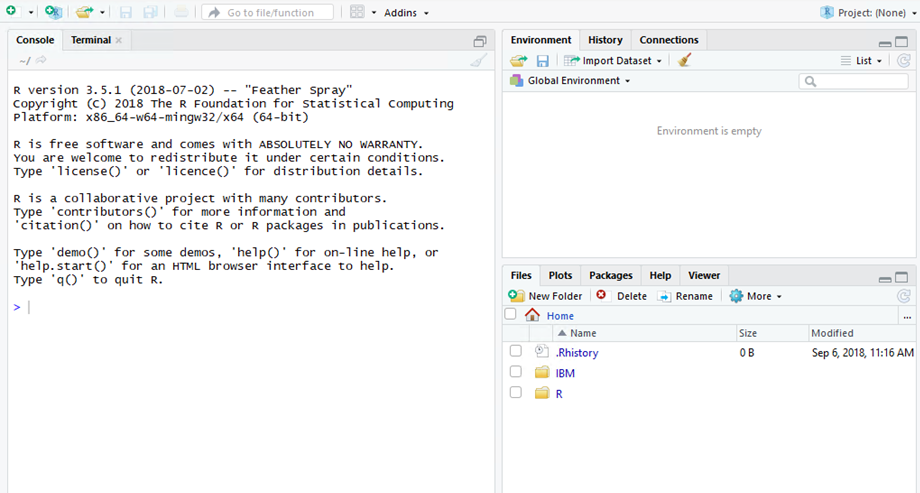 Go to file/function
Addins
Project: (None)
Console
Terminal
~/
R version 3.5.1 (2018-07-02) -- "Feather Spray"
Copyright (C) 2018 The R Foundation for Statistical Computing
Platform: x86_64-w64-mingw32/x64 (64-bit)
R is free software and comes with ABSOLUTELY NO WARRANTY.
You are welcome to redistribute it under certain conditions.
Type 'license()' or 'licence()' for distribution details.
R is a collaborative project with many contributors.
Type 'contributors()' for more information and
'citation()' on how to cite R or R packages in publications.
Type 'demo()' for some demos, 'help()' for on-line help, or
'help.start()' for an HTML browser interface to help.
Type 'q()' to quit R.
>
Environment History Connections
Import Dataset List
Global Environment
Environment is empty
Files Plots Packages Help Viewer
New Folder Delete Rename More
Home ...
Name Size Modified
.Rhistory 0 B Sep 6, 2018, 11:16 AM
IBM
R